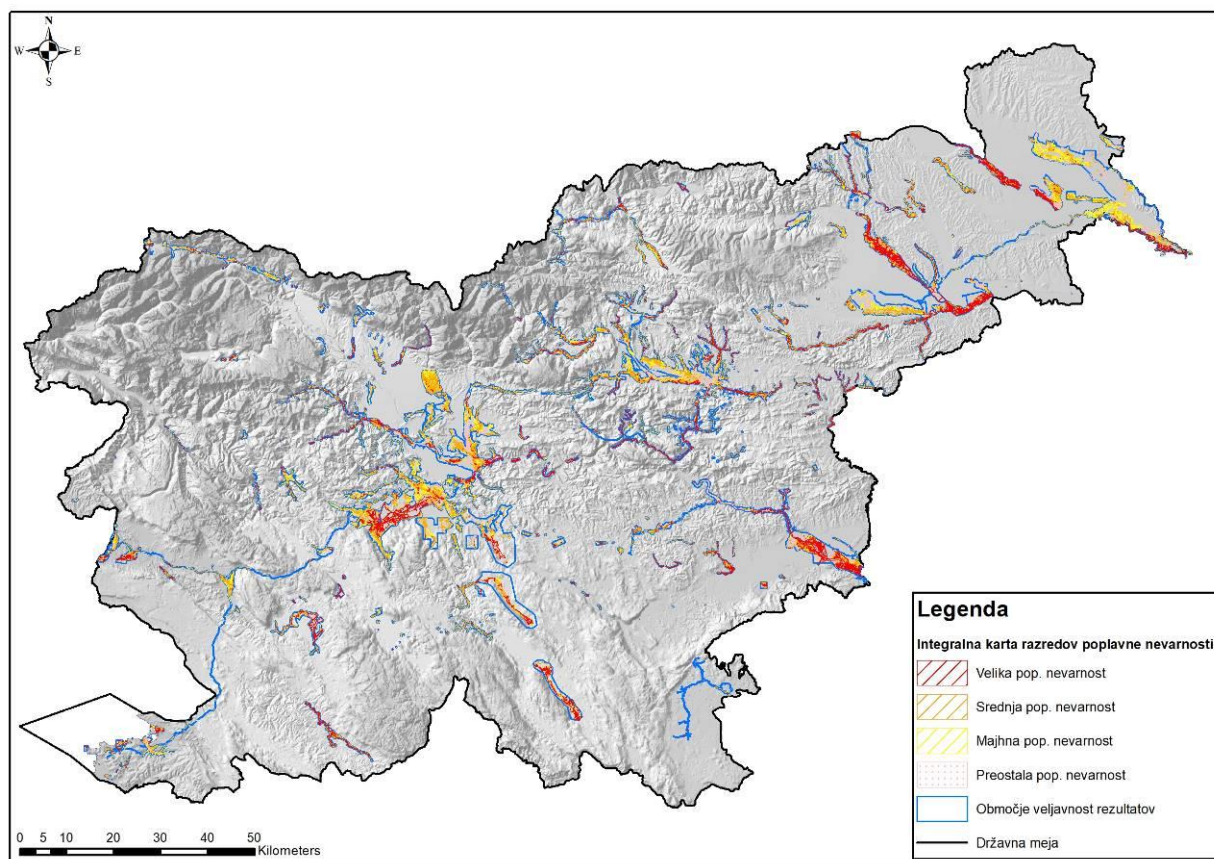 N
W E
S
Legenda
Integralna karta razredov poplavne nevarnosti
Velika pop. nevarnost
Srednja pop. nevarnost
Majhna pop. nevarnost
Preostala pop. nevarnost
Območje veljavnost rezultatov
Državna meja
0 5 10 20 30 40 50
Kilometers